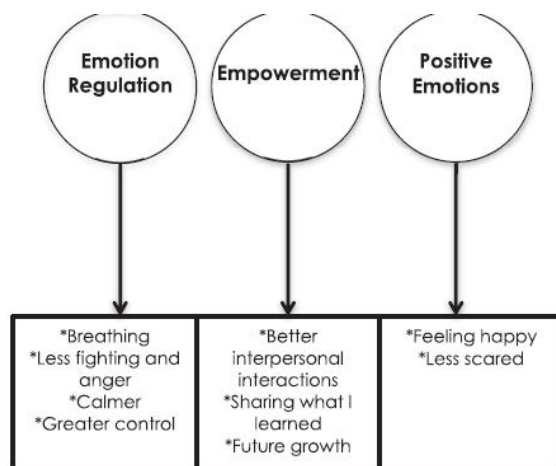 Emotion
Regulation
Empowerment
Positive
Emotions
*Breathing
*Less fighting and
anger
*Calmer
*Greater control
*Better
interpersonal
interactions
*Sharing what I
learned
*Future growth
*Feeling happy
*Less scared